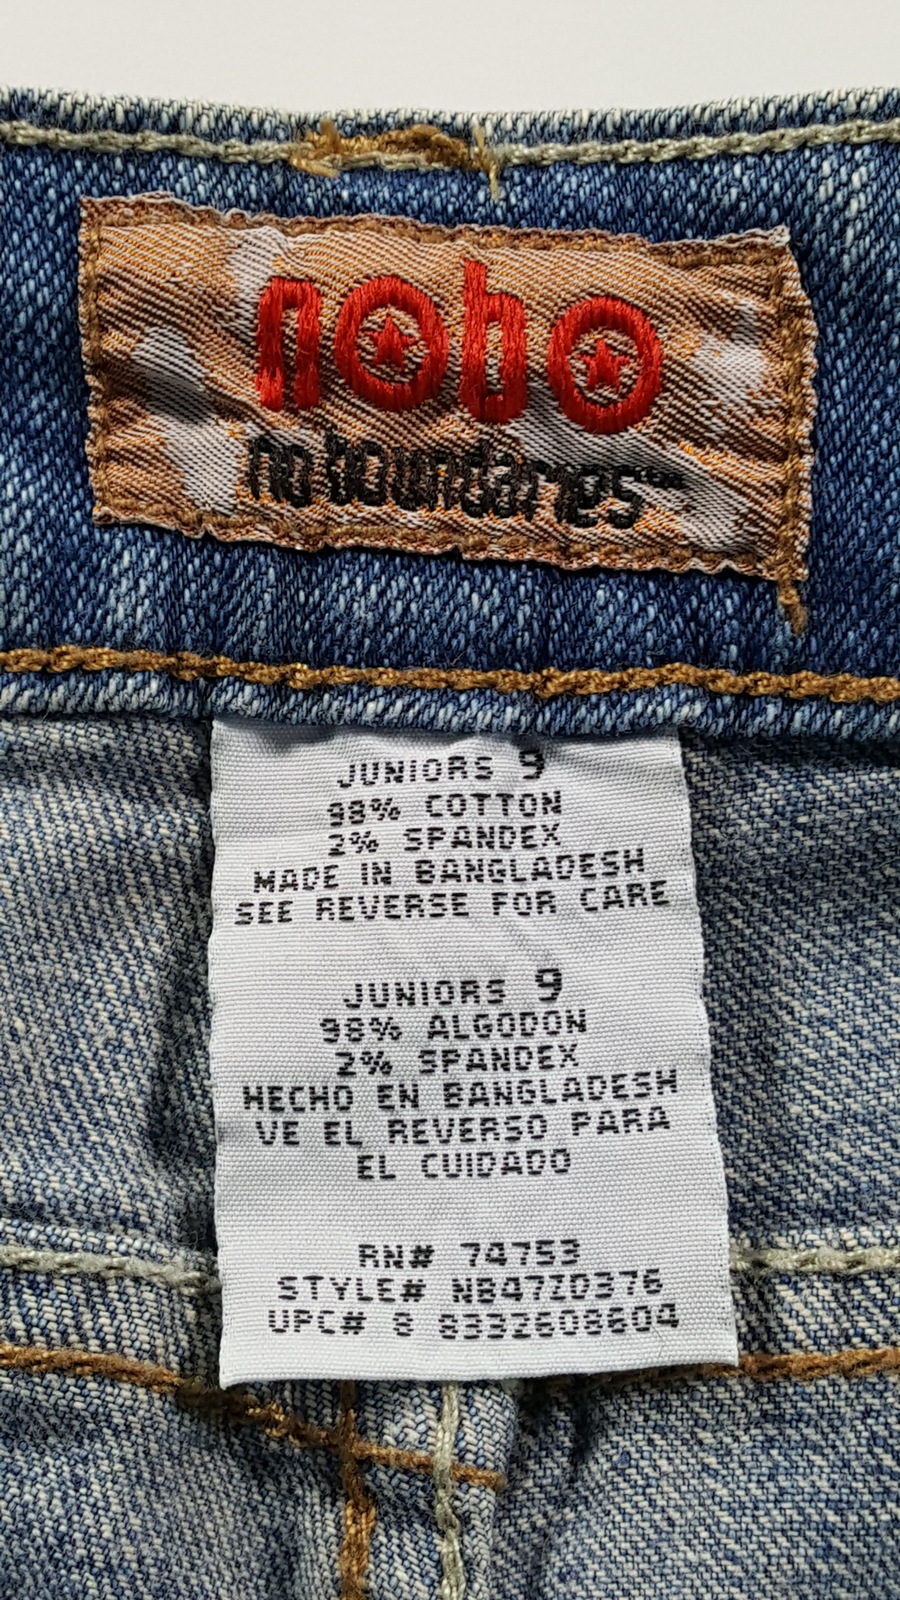 nobo
no boundaries™
JUNIORS 9
98% COTTON
2% SPANDEX
MADE IN BANGLADESH
SEE REVERSE FOR CARE
JUNIORS 9
98% ALGODON
2% SPANDEX
HECHO EN BANGLADESH
VE EL REVERSO PARA
EL CUIDADO
RN# 74753
STYLE# NB47Z0376
UPC# 8 8332608604